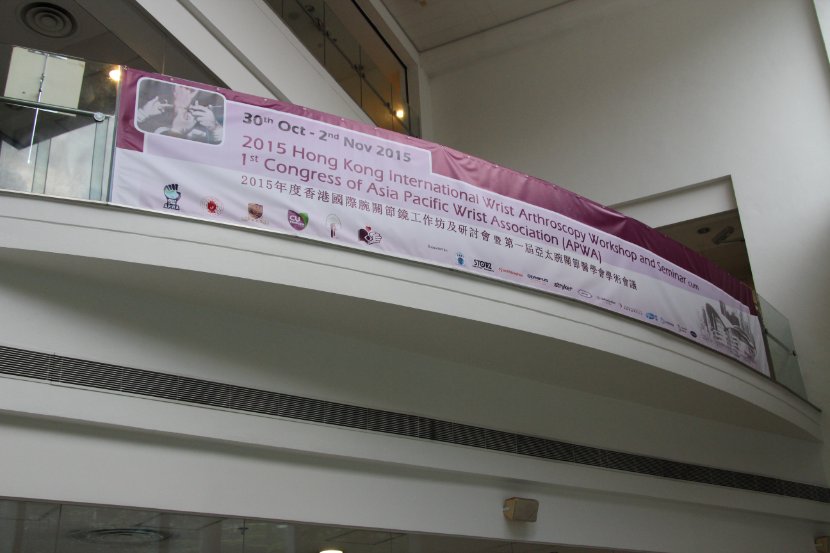 30th Oct - 2nd Nov 2015
2015 Hong Kong International Wrist Arthroscopy Workshop and Seminar cum
1st Congress of Asia Pacific Wrist Association (APWA)
2015年度香港國際腕關節鏡工作坊及研討會 暨 第一屆亞太腕關節醫學會學術會議
STORZ
OLYMPUS
stryker